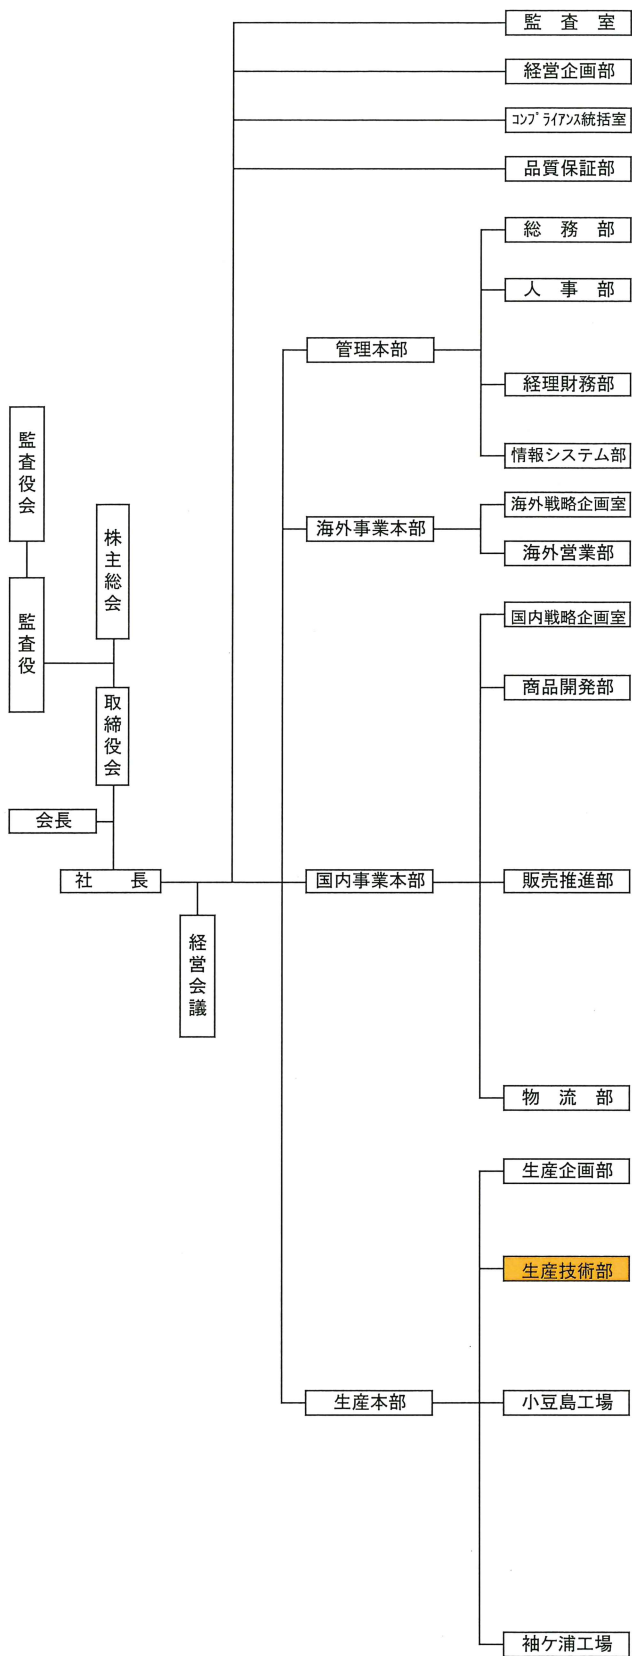 監査役会
監査役
株主総会
取締役会
会長
社　長
経営会議
監　査　室
経営企画部
ｺﾝﾌﾟﾗｲｱﾝｽ統括室
品質保証部
管理本部
総　務　部
人　事　部
経理財務部
情報システム部
海外事業本部
海外戦略企画室
海外営業部
国内事業本部
国内戦略企画室
商品開発部
販売推進部
物　流　部
生産本部
生産企画部
生産技術部
小豆島工場
袖ケ浦工場